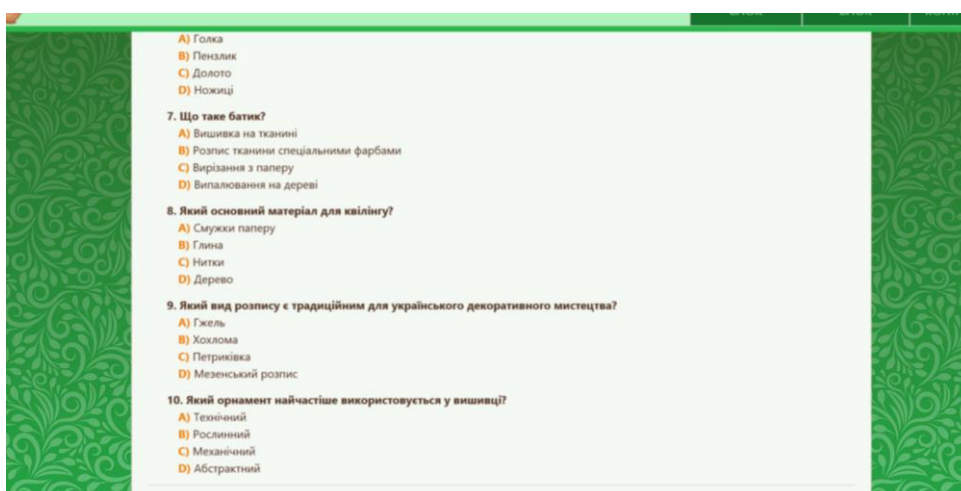 A) Голка
B) Пензлик
C) Долото
D) Ножиці
7. Що таке батик?
A) Вишивка на тканині
B) Розпис тканини спеціальними фарбами
C) Вирізання з паперу
D) Випалювання на дереві
8. Який основний матеріал для квілінгу?
A) Смужки паперу
B) Глина
C) Нитки
D) Дерево
9. Який вид розпису є традиційним для українського декоративного мистецтва?
A) Гжель
B) Хохлома
C) Петриківка
D) Мезенський розпис
10. Який орнамент найчастіше використовується у вишивці?
A) Технічний
B) Рослинний
C) Механічний
D) Абстрактний